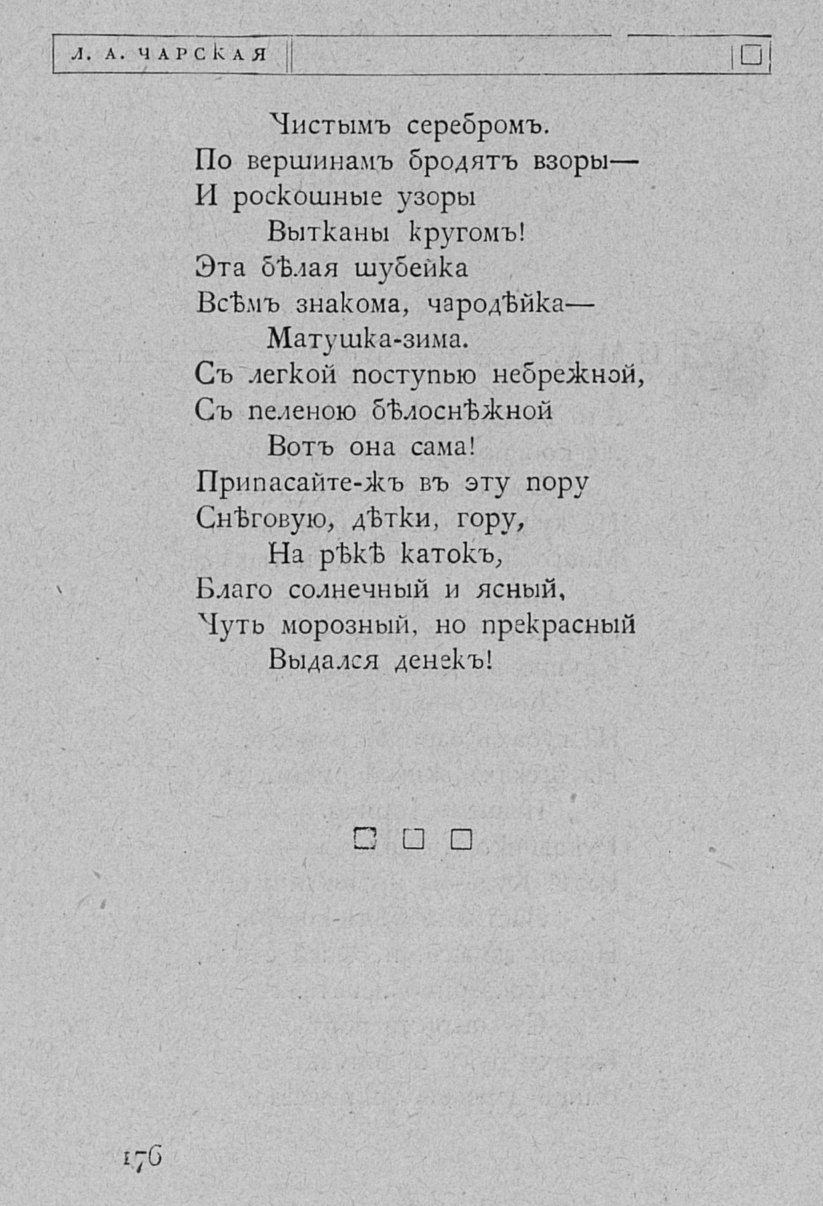 Л. А. ЧАРСКАЯ
Чистымъ серебромъ.
По вершинамъ бродятъ взоры—
И роскошные узоры
Вытканы кругомъ!
Эта бѣлая шубейка
Всѣмъ знакома, чародѣйка—
Матушка-зима.
Съ легкой поступью небрежной,
Съ пеленою бѣлоснѣжной
Вотъ она сама!
Припасайте-жъ въ эту пору
Снѣговую, дѣтки, гору,
На рѣкѣ катокъ,
Благо солнечный и ясный,
Чуть морозный, но прекрасный
Выдался денекъ!
176